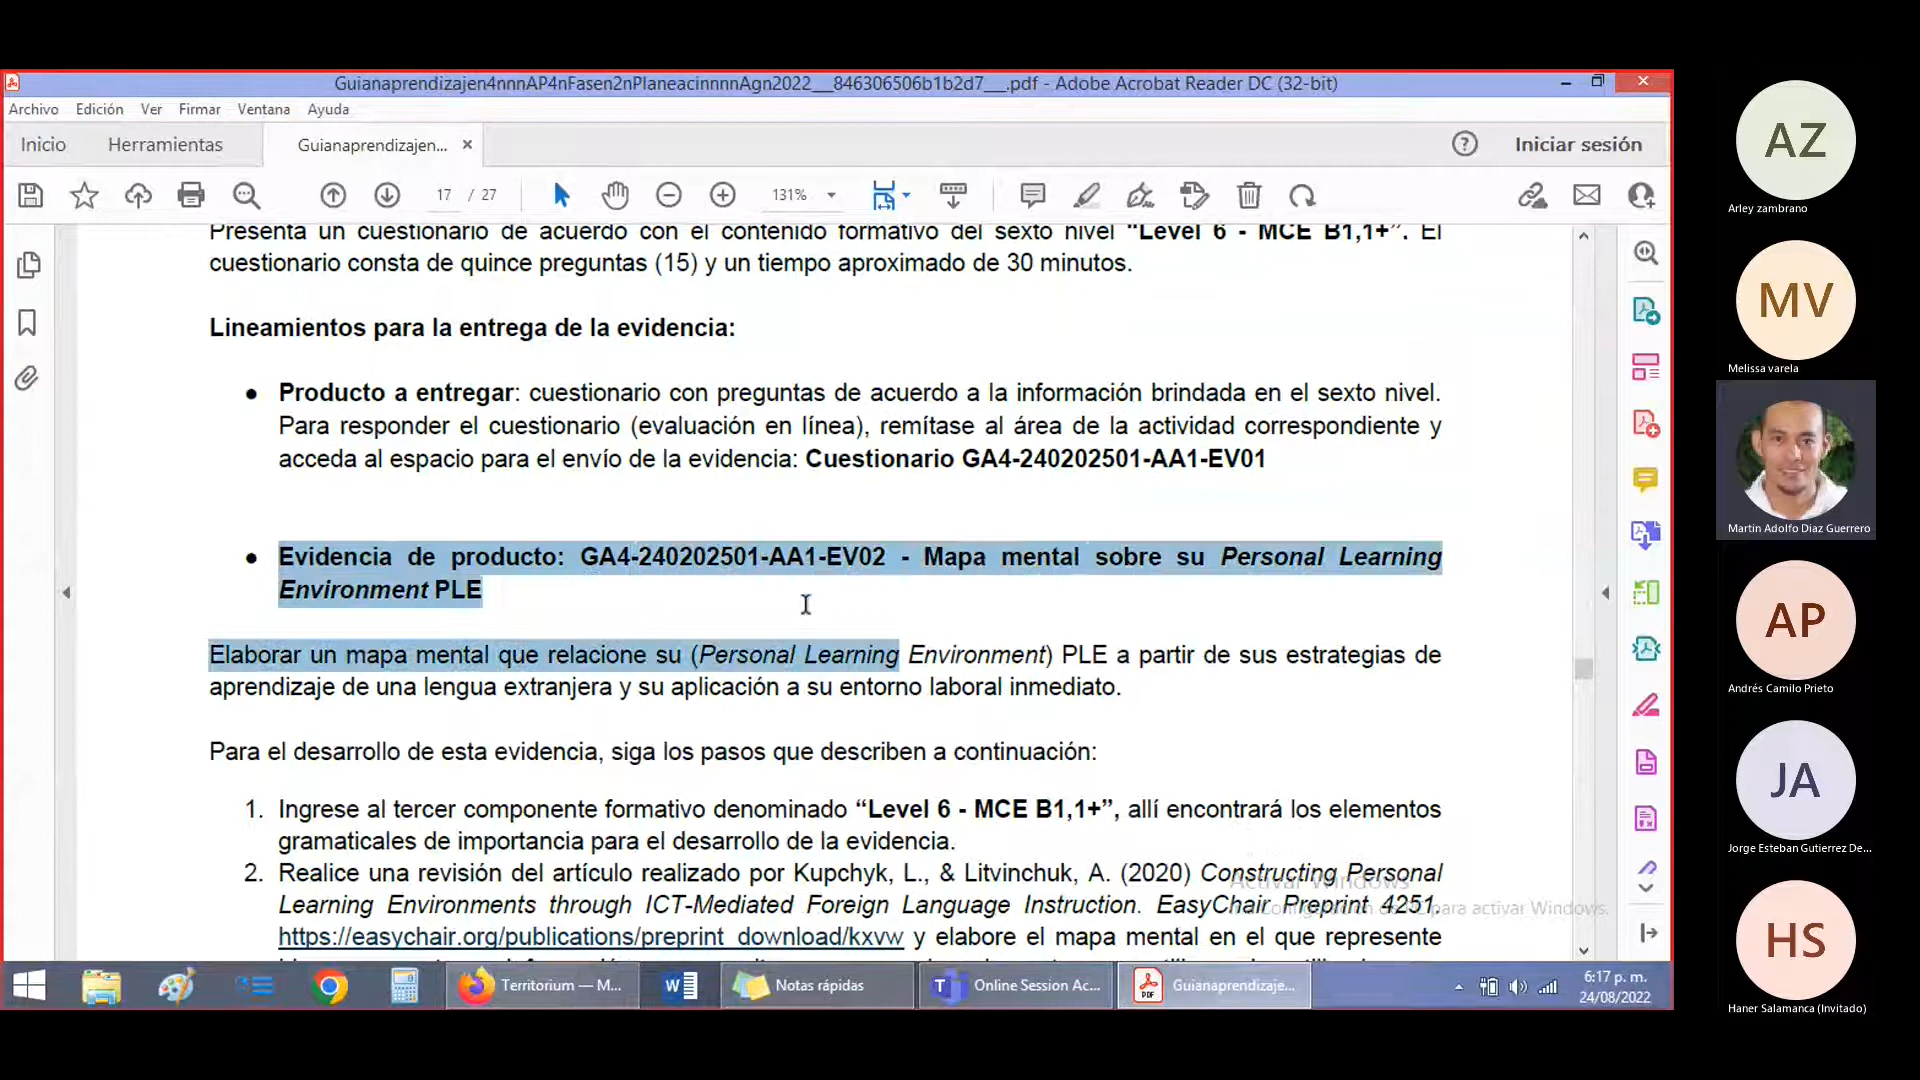 Guianaprendizajen4nnnAP4nFasen2nPlaneacinnnnAgn2022__846306506b1b2d7__.pdf - Adobe Acrobat Reader DC (32-bit)
Archivo Edición Ver Firmar Ventana Ayuda
Inicio Herramientas Guianaprendizajen... Iniciar sesión
17 / 27 131%
Presenta un cuestionario de acuerdo con el contenido formativo del sexto nivel “Level 6 - MCE B1,1+”. El
cuestionario consta de quince preguntas (15) y un tiempo aproximado de 30 minutos.
Lineamientos para la entrega de la evidencia:
● Producto a entregar: cuestionario con preguntas de acuerdo a la información brindada en el sexto nivel.
Para responder el cuestionario (evaluación en línea), remítase al área de la actividad correspondiente y
acceda al espacio para el envío de la evidencia: Cuestionario GA4-240202501-AA1-EV01
● Evidencia de producto: GA4-240202501-AA1-EV02 - Mapa mental sobre su Personal Learning
Environment PLE
Elaborar un mapa mental que relacione su (Personal Learning Environment) PLE a partir de sus estrategias de
aprendizaje de una lengua extranjera y su aplicación a su entorno laboral inmediato.
Para el desarrollo de esta evidencia, siga los pasos que describen a continuación:
1. Ingrese al tercer componente formativo denominado “Level 6 - MCE B1,1+”, allí encontrará los elementos
gramaticales de importancia para el desarrollo de la evidencia.
2. Realice una revisión del artículo realizado por Kupchyk, L., & Litvinchuk, A. (2020) Constructing Personal
Learning Environments through ICT-Mediated Foreign Language Instruction. EasyChair Preprint 4251.
https://easychair.org/publications/preprint_download/kxvw y elabore el mapa mental en el que represente
Activar Windows
para activar Windows.
Territorium — M...
Notas rápidas
Online Session Ac...
Guianaprendizaje...
6:17 p. m.
24/08/2022
AZ
Arley zambrano
MV
Melissa varela
Martin Adolfo Diaz Guerrero
AP
Andrés Camilo Prieto
JA
Jorge Esteban Gutierrez De...
HS
Haner Salamanca (Invitado)